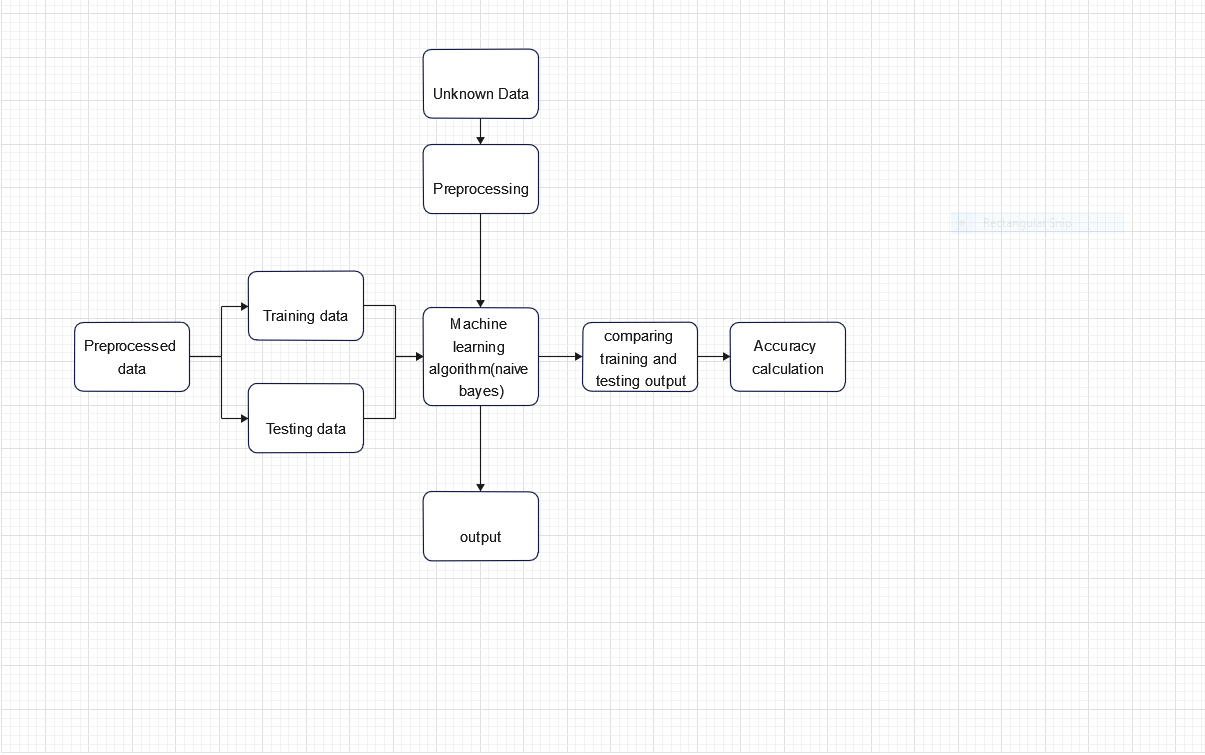 Unknown Data
Preprocessing
Training data
Preprocessed
data
Testing data
Machine
learning
algorithm(naive
bayes)
comparing
training and
testing output
Accuracy
calculation
output
Rectangular Snip